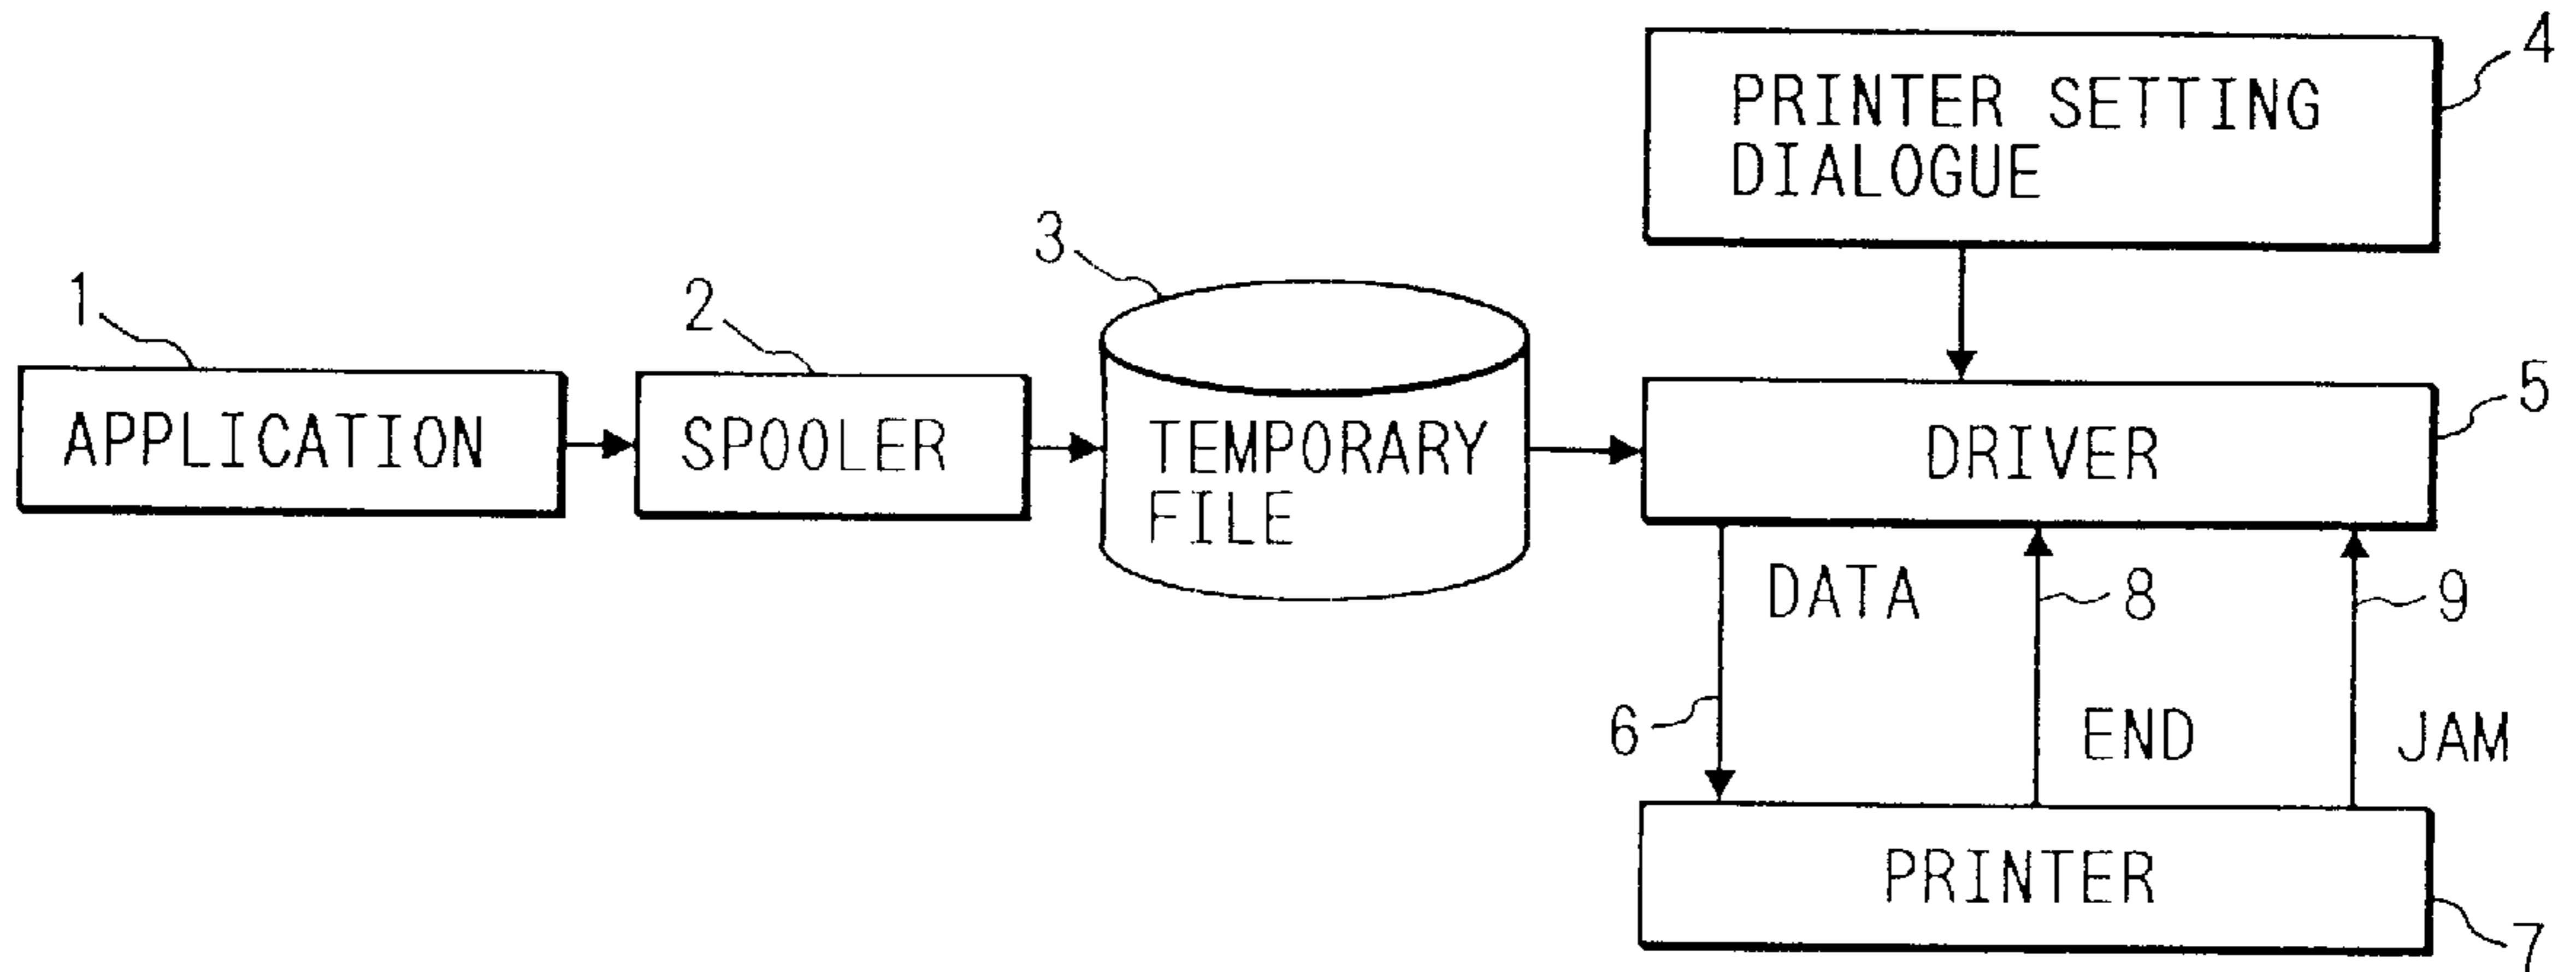 4
PRINTER SETTING
DIALOGUE
3
1
2
5
APPLICATION
SPOOLER
TEMPORARY
FILE
DRIVER
DATA
8
9
6
END
JAM
PRINTER
7